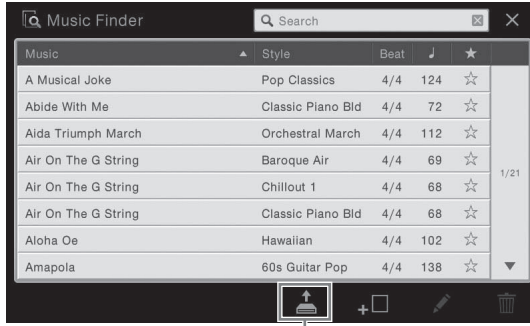 Music Finder Search
Music Style Beat ♩ ★
A Musical Joke Pop Classics 4/4 124 ☆
Abide With Me Classic Piano Bld 4/4 72 ☆
Aida Triumph March Orchestral March 4/4 112 ☆
Air On The G String Baroque Air 4/4 69 ☆
Air On The G String Chillout 1 4/4 68 ☆
Air On The G String Classic Piano Bld 4/4 68 ☆
Aloha Oe Hawaiian 4/4 102 ☆
Amapola 60s Guitar Pop 4/4 138 ☆
1/21